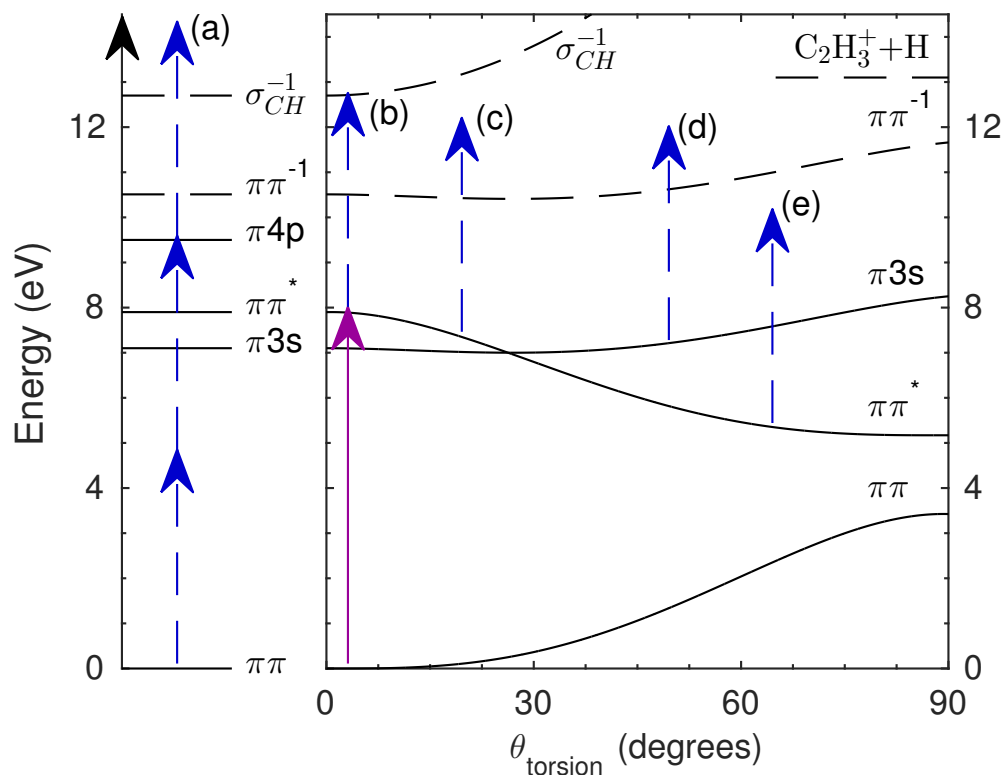 (a)
σ_CH^-1
ππ^-1
π4p
ππ*
π3s
ππ
Energy (eV)
12
8
4
0
σ_CH^-1
C₂H₃⁺+H
ππ^-1
(b)
(c)
(d)
(e)
π3s
ππ*
ππ
12
8
4
0
0
30
60
90
θ_torsion (degrees)